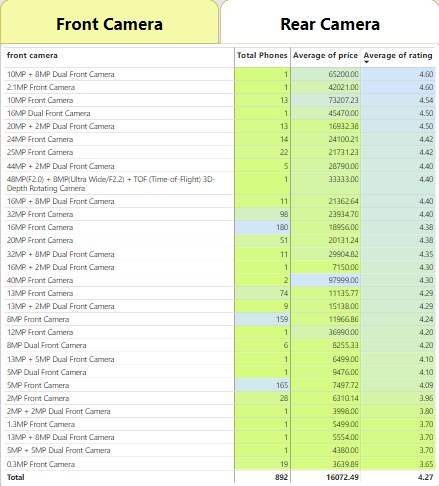 Front Camera Rear Camera
front camera Total Phones Average of price Average of rating
10MP + 8MP Dual Front Camera 1 65200.00 4.60
2.1MP Front Camera 1 42021.00 4.60
10MP Front Camera 13 73207.23 4.54
16MP Dual Front Camera 1 45470.00 4.50
20MP + 2MP Dual Front Camera 13 16932.38 4.50
24MP Front Camera 14 24100.21 4.42
25MP Front Camera 22 21731.23 4.42
44MP + 2MP Dual Front Camera 5 28790.00 4.40
48MP(F2.0) + 8MP(Ultra Wide/F2.2) + TOF (Time-of-Flight) 3D- 1 33333.00 4.40
Depth Rotating Camera
16MP + 8MP Dual Front Camera 11 21362.64 4.40
32MP Front Camera 98 23934.70 4.40
16MP Front Camera 180 18956.00 4.38
20MP Front Camera 51 20131.24 4.38
32MP + 8MP Dual Front Camera 11 29904.82 4.35
16MP + 2MP Dual Front Camera 1 7150.00 4.30
40MP Front Camera 2 97999.00 4.30
13MP Front Camera 74 11135.77 4.29
13MP + 2MP Dual Front Camera 9 15138.00 4.29
8MP Front Camera 159 11966.86 4.24
12MP Front Camera 1 36990.00 4.20
8MP Dual Front Camera 6 8255.33 4.20
13MP + 5MP Dual Front Camera 1 6499.00 4.10
5MP Dual Front Camera 1 9476.00 4.10
5MP Front Camera 165 7497.72 4.09
2MP Front Camera 28 6310.14 3.96
2MP + 2MP Dual Front Camera 1 3998.00 3.80
1.3MP Front Camera 1 5499.00 3.70
13MP + 8MP Dual Front Camera 1 5554.00 3.70
5MP + 5MP Dual Front Camera 1 4380.00 3.70
0.3MP Front Camera 19 3639.89 3.65
Total 892 16072.49 4.27